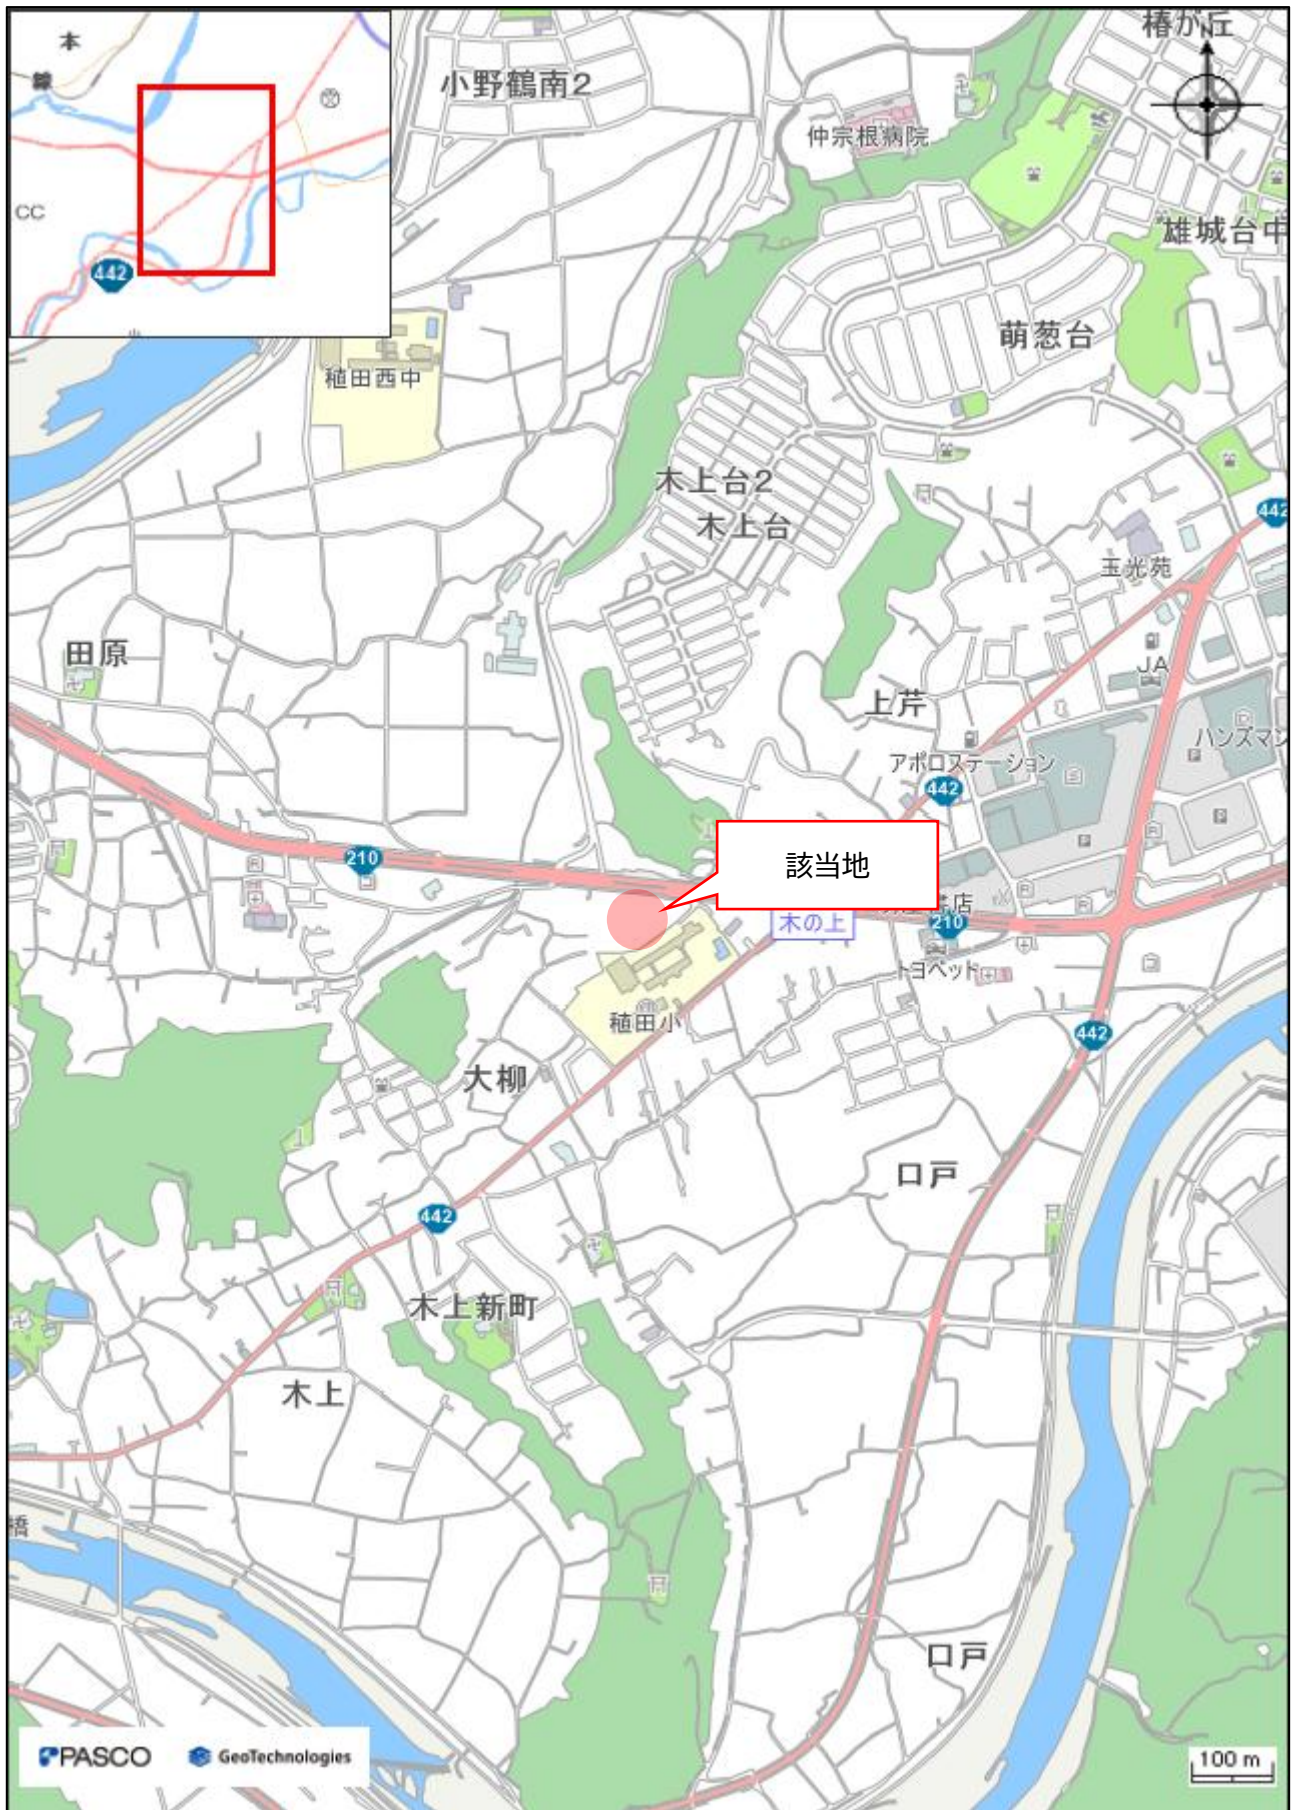 本
線
CC
442
小野鶴南2
椿が丘
仲宗根病院
雄城台中
萌葱台
稙田西中
木上台2
木上台
442
玉光苑
田原
JA
上芹
ハンズマン
アポロステーション
442
210
該当地
書店
木の上
210
トヨペット
稙田小
442
大柳
口戸
442
木上新町
木上
橋
口戸
PASCO
GeoTechnologies
100 m